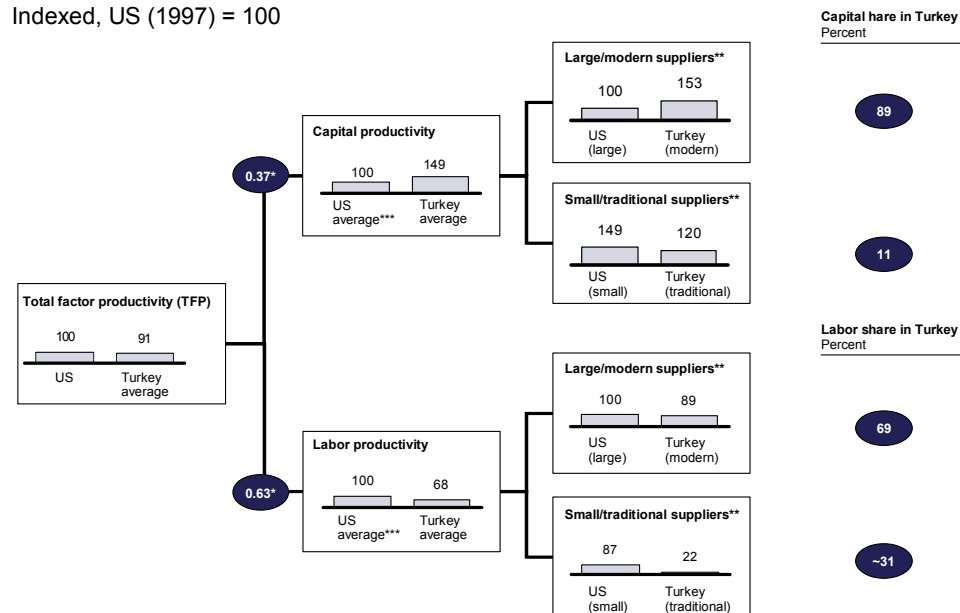 Indexed, US (1997) = 100
Capital hare in Turkey
Percent
Large/modern suppliers**
100
153
US
(large)
Turkey
(modern)
89
Capital productivity
100
149
US
average***
Turkey
average
0.37*
Small/traditional suppliers**
149
120
US
(small)
Turkey
(traditional)
11
Total factor productivity (TFP)
100
91
US
Turkey
average
Labor share in Turkey
Percent
Large/modern suppliers**
100
89
US
(large)
Turkey
(modern)
69
Labor productivity
100
68
US
average***
Turkey
average
0.63*
Small/traditional suppliers**
87
22
US
(small)
Turkey
(traditional)
~31